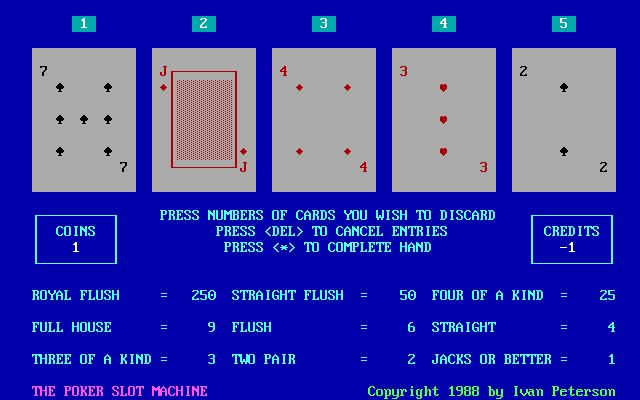 1 2 3 4 5
7 J 4 3 2
7 J 4 3 2
PRESS NUMBERS OF CARDS YOU WISH TO DISCARD
PRESS <DEL> TO CANCEL ENTRIES
PRESS <*> TO COMPLETE HAND
COINS
1
CREDITS
-1
ROYAL FLUSH = 250 STRAIGHT FLUSH = 50 FOUR OF A KIND = 25
FULL HOUSE = 9 FLUSH = 6 STRAIGHT = 4
THREE OF A KIND = 3 TWO PAIR = 2 JACKS OR BETTER = 1
THE POKER SLOT MACHINE Copyright 1988 by Ivan Peterson